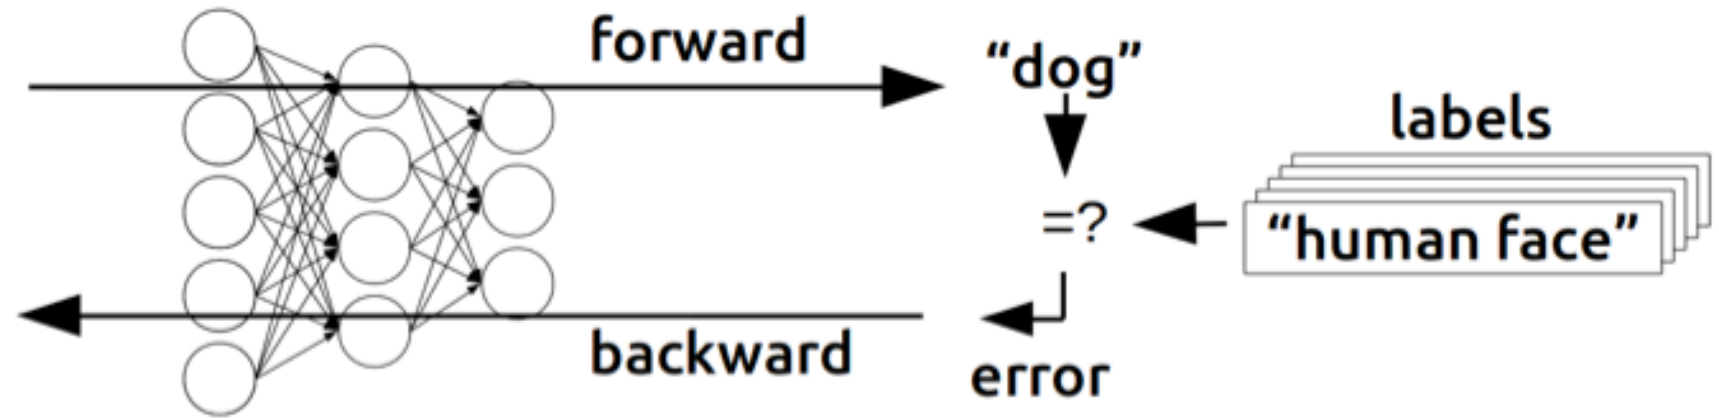 forward
“dog”
labels
=?
“human face”
backward
error